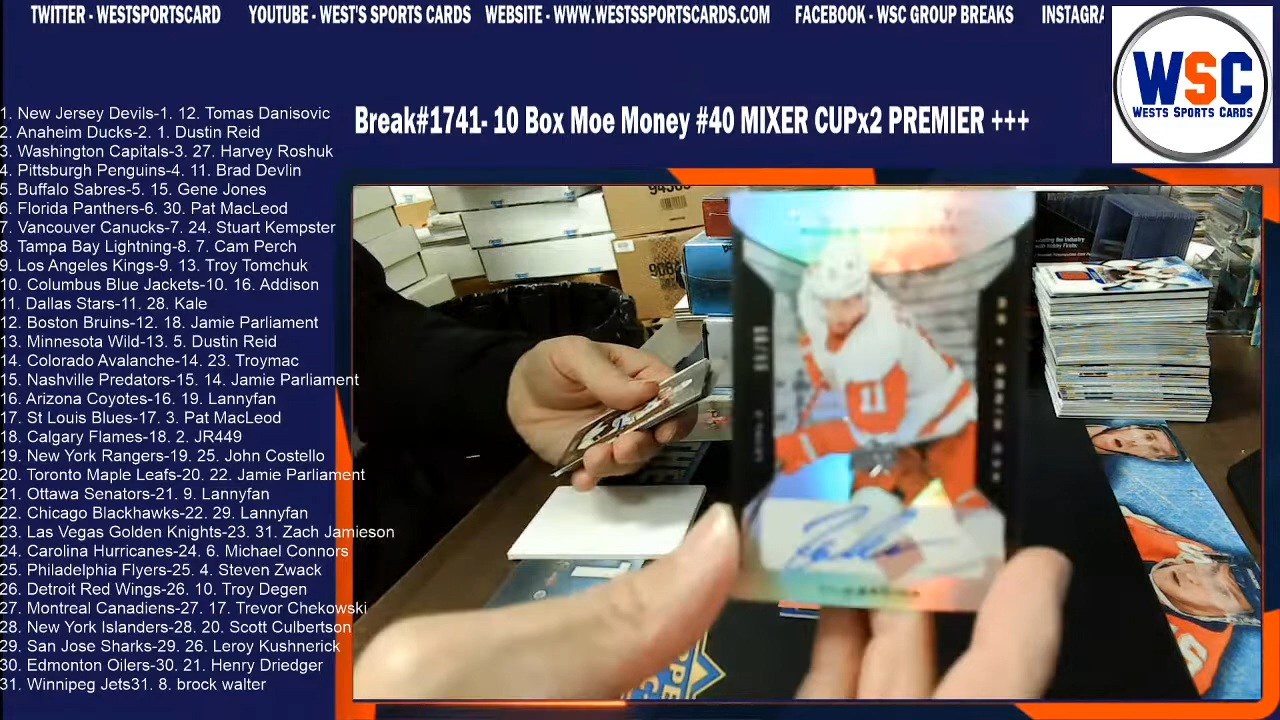 TWITTER - WESTSPORTSCARD YOUTUBE - WEST'S SPORTS CARDS WEBSITE - WWW.WESTSSPORTSCARDS.COM FACEBOOK - WSC GROUP BREAKS INSTAGRA
WSC
WESTS SPORTS CARDS
Break#1741- 10 Box Moe Money #40 MIXER CUPx2 PREMIER +++
1. New Jersey Devils-1. 12. Tomas Danisovic
2. Anaheim Ducks-2. 1. Dustin Reid
3. Washington Capitals-3. 27. Harvey Roshuk
4. Pittsburgh Penguins-4. 11. Brad Devlin
5. Buffalo Sabres-5. 15. Gene Jones
6. Florida Panthers-6. 30. Pat MacLeod
7. Vancouver Canucks-7. 24. Stuart Kempster
8. Tampa Bay Lightning-8. 7. Cam Perch
9. Los Angeles Kings-9. 13. Troy Tomchuk
10. Columbus Blue Jackets-10. 16. Addison
11. Dallas Stars-11. 28. Kale
12. Boston Bruins-12. 18. Jamie Parliament
13. Minnesota Wild-13. 5. Dustin Reid
14. Colorado Avalanche-14. 23. Troymac
15. Nashville Predators-15. 14. Jamie Parliament
16. Arizona Coyotes-16. 19. Lannyfan
17. St Louis Blues-17. 3. Pat MacLeod
18. Calgary Flames-18. 2. JR449
19. New York Rangers-19. 25. John Costello
20. Toronto Maple Leafs-20. 22. Jamie Parliament
21. Ottawa Senators-21. 9. Lannyfan
22. Chicago Blackhawks-22. 29. Lannyfan
23. Las Vegas Golden Knights-23. 31. Zach Jamieson
24. Carolina Hurricanes-24. 6. Michael Connors
25. Philadelphia Flyers-25. 4. Steven Zwack
26. Detroit Red Wings-26. 10. Troy Degen
27. Montreal Canadiens-27. 17. Trevor Chekowski
28. New York Islanders-28. 20. Scott Culbertson
29. San Jose Sharks-29. 26. Leroy Kushnerick
30. Edmonton Oilers-30. 21. Henry Driedger
31. Winnipeg Jets31. 8. brock walter